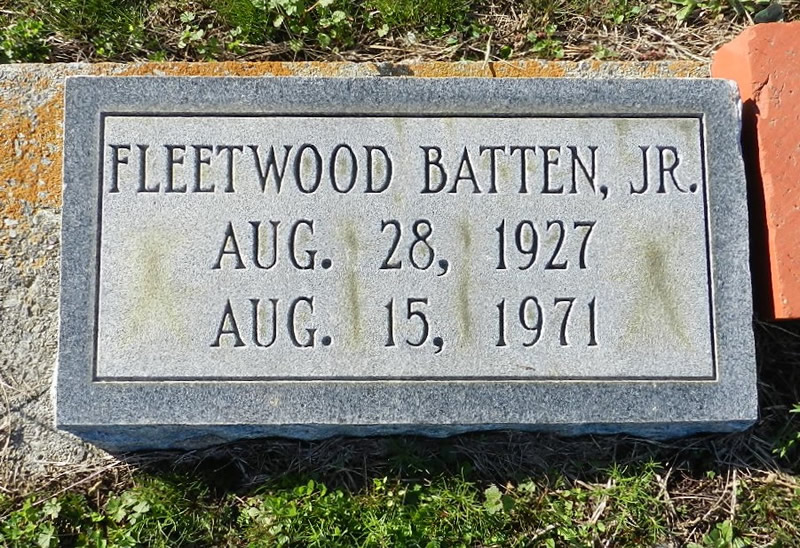 FLEETWOOD BATTEN, JR.
AUG. 28, 1927
AUG. 15, 1971